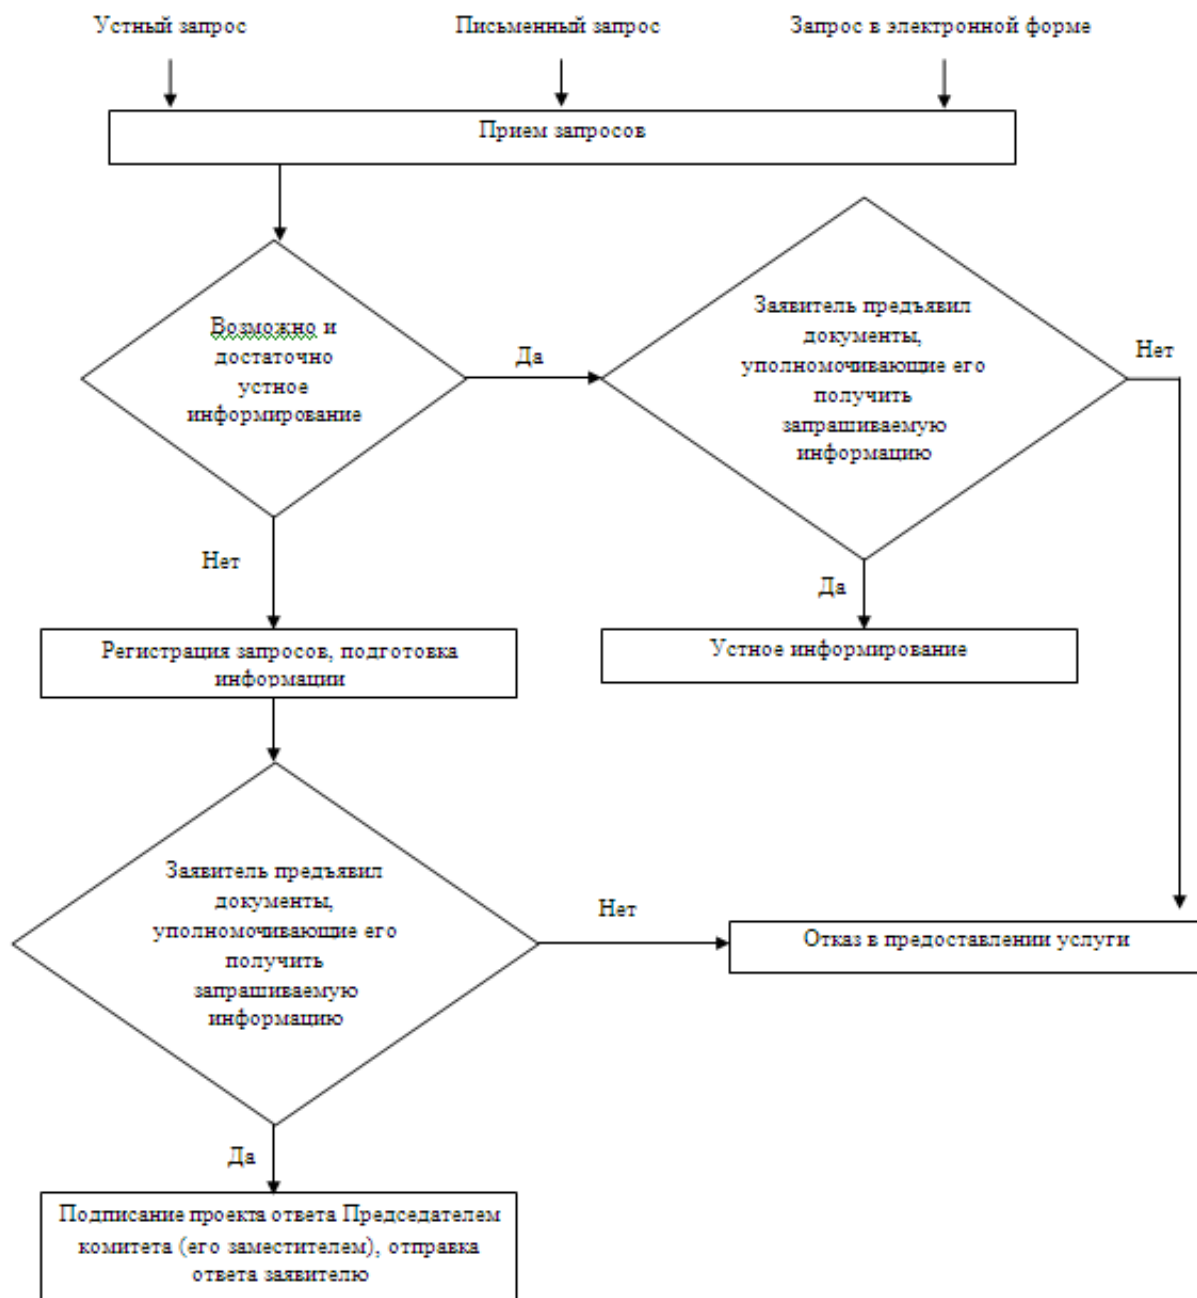 Устный запрос
Письменный запрос
Запрос в электронной форме
Прием запросов
Возможно и
достаточно
устное
информирование
Да
Заявитель предъявил
документы,
уполномочивающие его
получить
запрашиваемую
информацию
Нет
Нет
Да
Регистрация запросов, подготовка
информации
Устное информирование
Заявитель предъявил
документы,
уполномочивающие его
получить
запрашиваемую
информацию
Нет
Отказ в предоставлении услуги
Да
Подписание проекта ответа Председателем
комитета (его заместителем), отправка
ответа заявителю